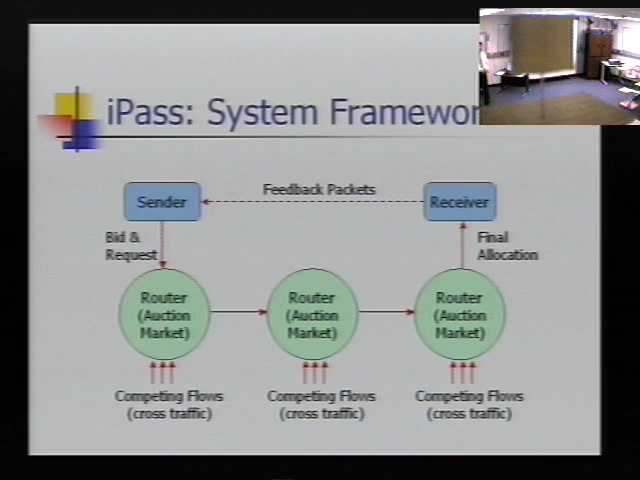 iPass: System Framewor
Feedback Packets
Sender
Receiver
Bid &
Request
Final
Allocation
Router
(Auction
Market)
Router
(Auction
Market)
Router
(Auction
Market)
Competing Flows
(cross traffic)
Competing Flows
(cross traffic)
Competing Flows
(cross traffic)